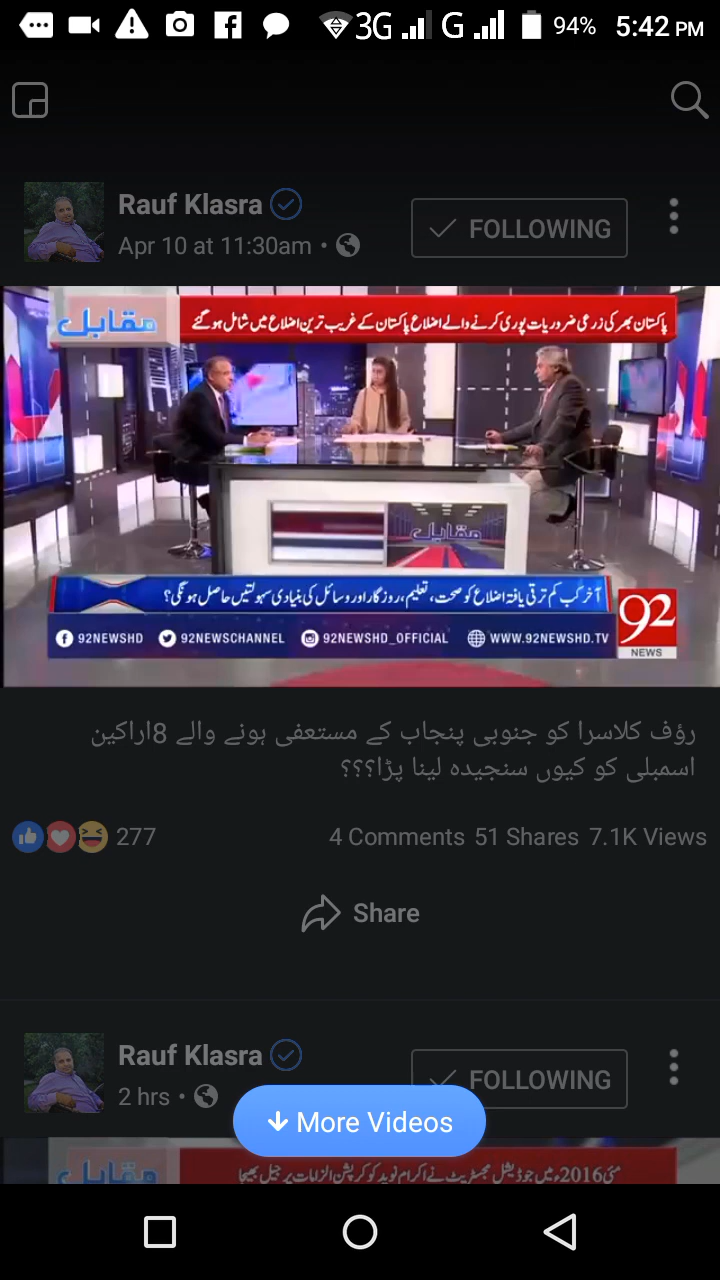 3G G 94% 5:42 PM
Rauf Klasra
Apr 10 at 11:30am •
FOLLOWING
مقابل
پاکستان بھر کی زرعی ضروریات پوری کرنے والے اضلاع پاکستان کے غریب ترین اضلاع میں شامل ہو گئے
مقابل
آخر کب کم ترقی یافتہ اضلاع کو صحت، تعلیم، روزگار اور وسائل کی بنیادی سہولتیں حاصل ہونگی؟
92
NEWS
92NEWSHD 92NEWSCHANNEL 92NEWSHD_OFFICIAL WWW.92NEWSHD.TV
رؤف کلاسرا کو جنوبی پنجاب کے مستعفی ہونے والے 8اراکین
اسمبلی کو کیوں سنجیدہ لینا پڑا؟؟؟
277 4 Comments 51 Shares 7.1K Views
Share
Rauf Klasra
2 hrs •
FOLLOWING
More Videos
مقابل
مئی 2016ء میں جوڈیشل مجسٹریٹ نے اکرام نوید کو کرپشن الزامات پر جیل بھیجا